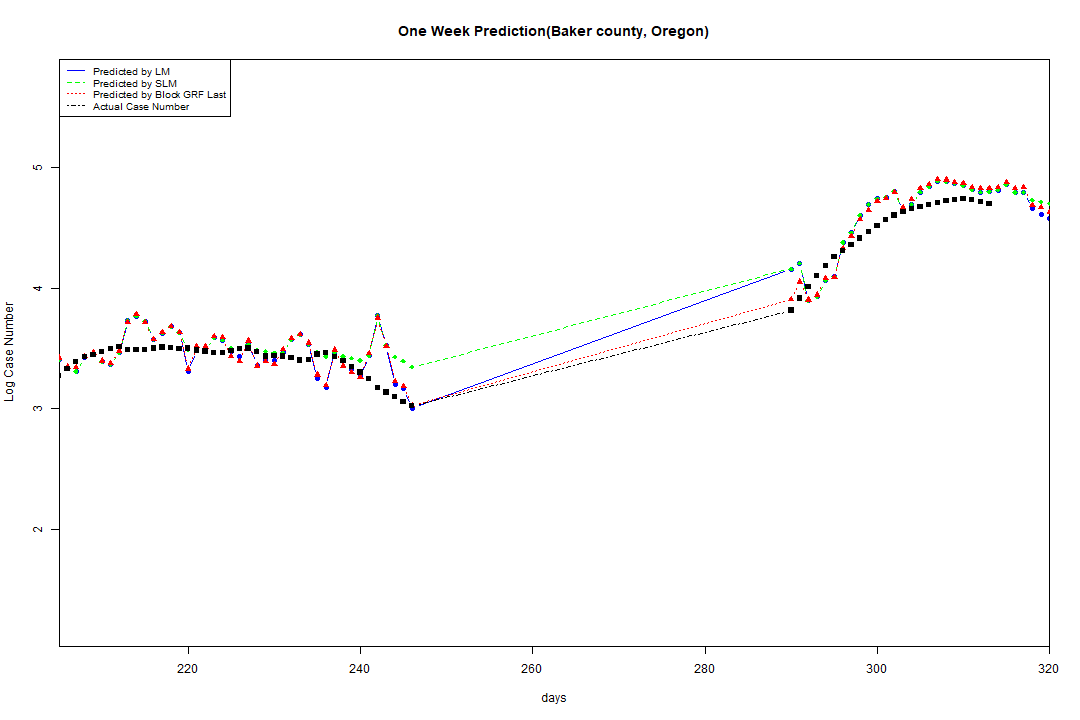 One Week Prediction(Baker county, Oregon)
Predicted by LM
Predicted by SLM
Predicted by Block GRF Last
Actual Case Number
5
4
3
2
Log Case Number
220
240
260
280
300
320
days